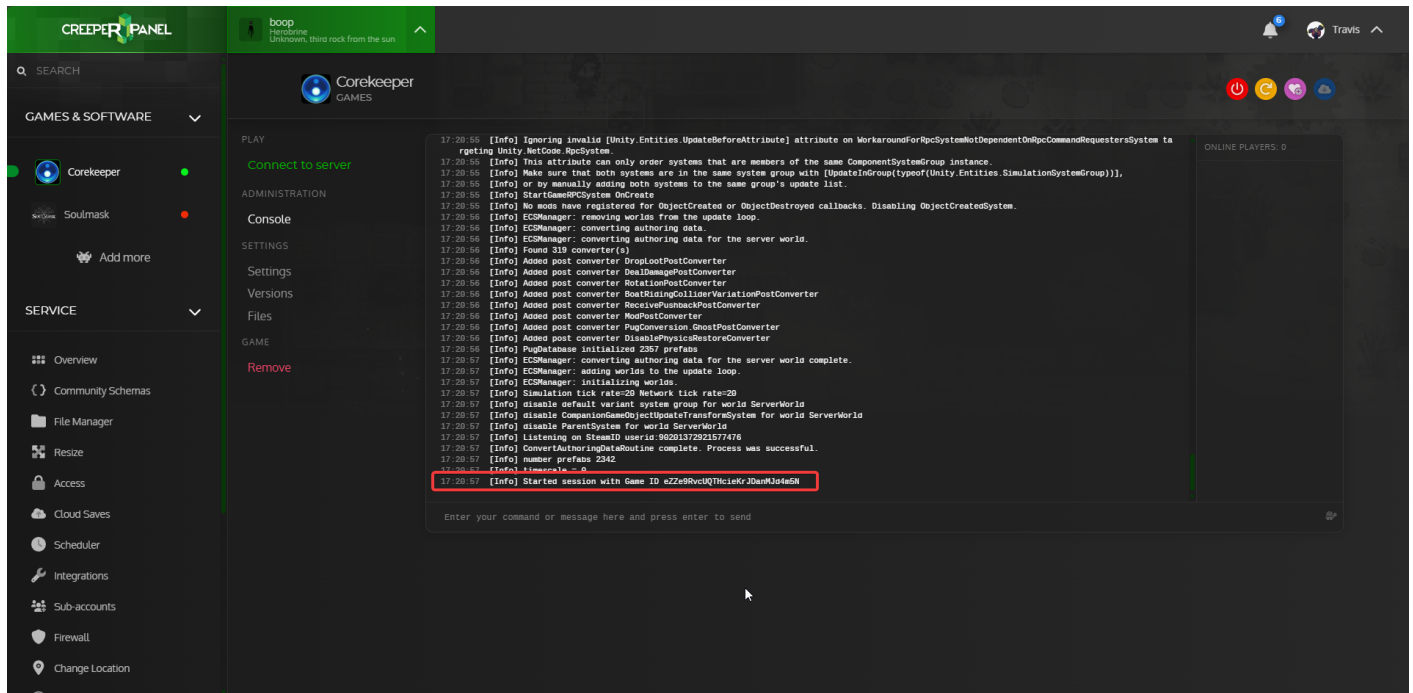 CREEPER PANEL
boop
Herobrine
Unknown, third rock from the sun
6
Travis
SEARCH
GAMES & SOFTWARE
Corekeeper
Soulmask
Add more
SERVICE
Overview
Community Schemas
File Manager
Resize
Access
Cloud Saves
Scheduler
Integrations
Sub-accounts
Firewall
Change Location
Corekeeper
GAMES
PLAY
Connect to server
ADMINISTRATION
Console
SETTINGS
Settings
Versions
Files
GAME
Remove
17:20:55 [Info] Ignoring invalid [Unity.Entities.UpdateBeforeAttribute] attribute on WorkaroundForRpcSystemNotDependentOnRpcCommandRequestersSystem ta
rgeting Unity.NetCode.RpcSystem.
17:20:55 [Info] This attribute can only order systems that are members of the same ComponentSystemGroup instance.
17:20:55 [Info] Make sure that both systems are in the same system group with [UpdateInGroup(typeof(Unity.Entities.SimulationSystemGroup))],
17:20:55 [Info] or by manually adding both systems to the same group's update list.
17:20:55 [Info] StartGameRPCSystem OnCreate
17:20:55 [Info] No mods have registered for ObjectCreated or ObjectDestroyed callbacks. Disabling ObjectCreatedSystem.
17:20:56 [Info] ECSManager: removing worlds from the update loop.
17:20:56 [Info] ECSManager: converting authoring data.
17:20:56 [Info] ECSManager: converting authoring data for the server world.
17:20:56 [Info] Found 319 converter(s)
17:20:56 [Info] Added post converter DropLootPostConverter
17:20:56 [Info] Added post converter DealDamagePostConverter
17:20:56 [Info] Added post converter RotationPostConverter
17:20:56 [Info] Added post converter BoatRidingColliderVariationPostConverter
17:20:56 [Info] Added post converter ReceivePushbackPostConverter
17:20:56 [Info] Added post converter ModPostConverter
17:20:56 [Info] Added post converter PugConversion.GhostPostConverter
17:20:56 [Info] Added post converter DisablePhysicsRestoreConverter
17:20:56 [Info] PugDatabase initialized 2357 prefabs
17:20:57 [Info] ECSManager: converting authoring data for the server world complete.
17:20:57 [Info] ECSManager: adding worlds to the update loop.
17:20:57 [Info] ECSManager: initializing worlds.
17:20:57 [Info] Simulation tick rate=20 Network tick rate=20
17:20:57 [Info] disable default variant system group for world ServerWorld
17:20:57 [Info] disable CompanionGameObjectUpdateTransformSystem for world ServerWorld
17:20:57 [Info] disable ParentSystem for world ServerWorld
17:20:57 [Info] Listening on SteamID userid:90201372921577476
17:20:57 [Info] ConvertAuthoringDataRoutine complete. Process was successful.
17:20:57 [Info] number prefabs 2342
17:20:57 [Info] timescale = 0
17:20:57 [Info] Started session with Game ID eZZe9RvcUQTHcieKrJDanMJd4m5N
Enter your command or message here and press enter to send
ONLINE PLAYERS: 0